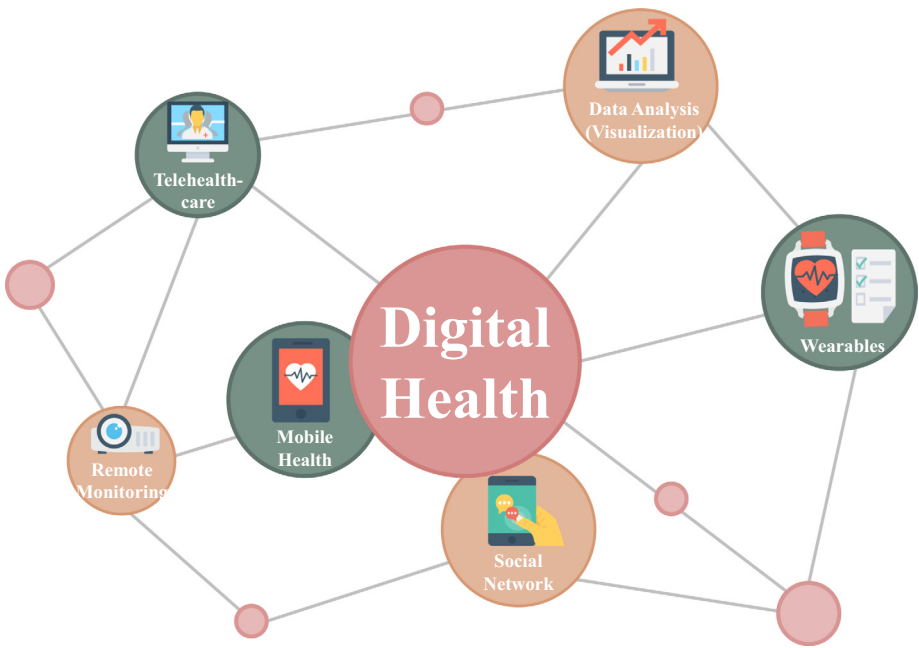 Data Analysis
(Visualization)
Telehealth-
care
Wearables
Digital
Health
Mobile
Health
Remote
Monitoring
Social
Network